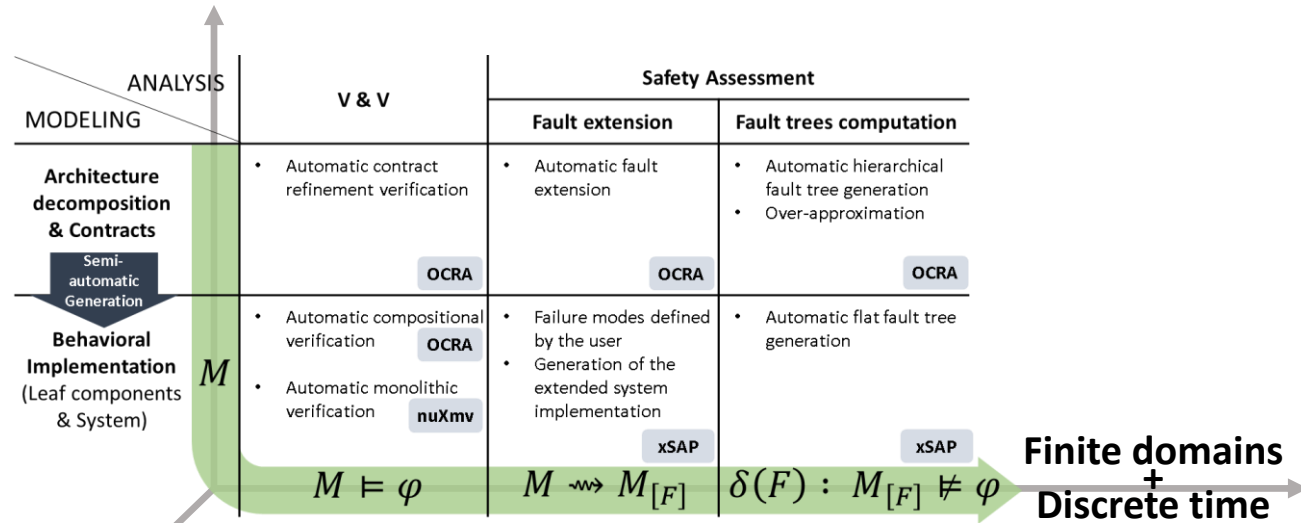 ANALYSIS
MODELING
V & V
Safety Assessment
Fault extension
Fault trees computation
Architecture
decomposition
& Contracts
• Automatic contract
refinement verification
OCRA
• Automatic fault
extension
OCRA
• Automatic hierarchical
fault tree generation
• Over-approximation
OCRA
Semi-
automatic
Generation
Behavioral
Implementation
(Leaf components
& System)
M
• Automatic compositional
verification
OCRA
• Automatic monolithic
verification
nuXmv
• Failure modes defined
by the user
• Generation of the
extended system
implementation
xSAP
• Automatic flat fault tree
generation
xSAP
M ⊨ φ
M ⇝ M[F]
δ(F) : M[F] ⊭ φ
Finite domains
+
Discrete time